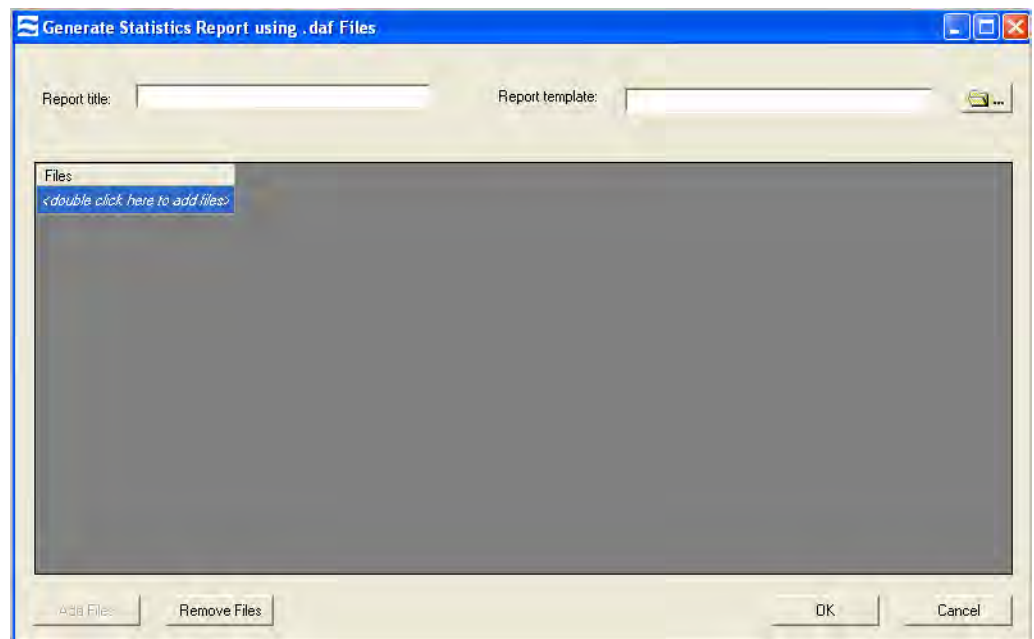 Generate Statistics Report using .daf Files
Report title:
Report template:
...
Files
<double click here to add files>
Add Files
Remove Files
OK
Cancel